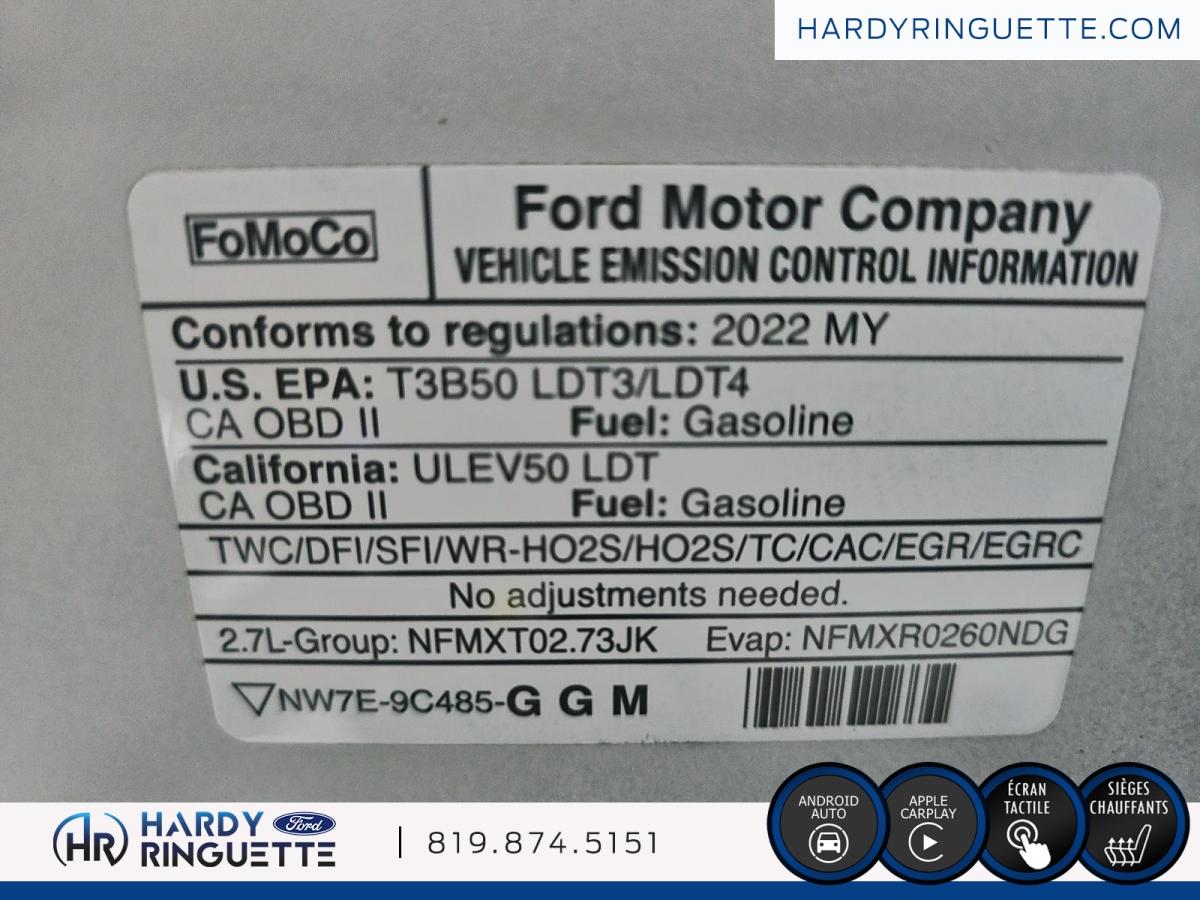 HARDYRINGUETTE.COM
FoMoCo
Ford Motor Company
VEHICLE EMISSION CONTROL INFORMATION
Conforms to regulations: 2022 MY
U.S. EPA: T3B50 LDT3/LDT4
CA OBD II Fuel: Gasoline
California: ULEV50 LDT
CA OBD II Fuel: Gasoline
TWC/DFI/SFI/WR-HO2S/HO2S/TC/CAC/EGR/EGRC
No adjustments needed.
2.7L-Group: NFMXT02.73JK Evap: NFMXR0260NDG
NW7E-9C485-G G M
HR HARDY RINGUETTE Ford
819.874.5151
ANDROID AUTO
APPLE CARPLAY
ÉCRAN TACTILE
SIÈGES CHAUFFANTS